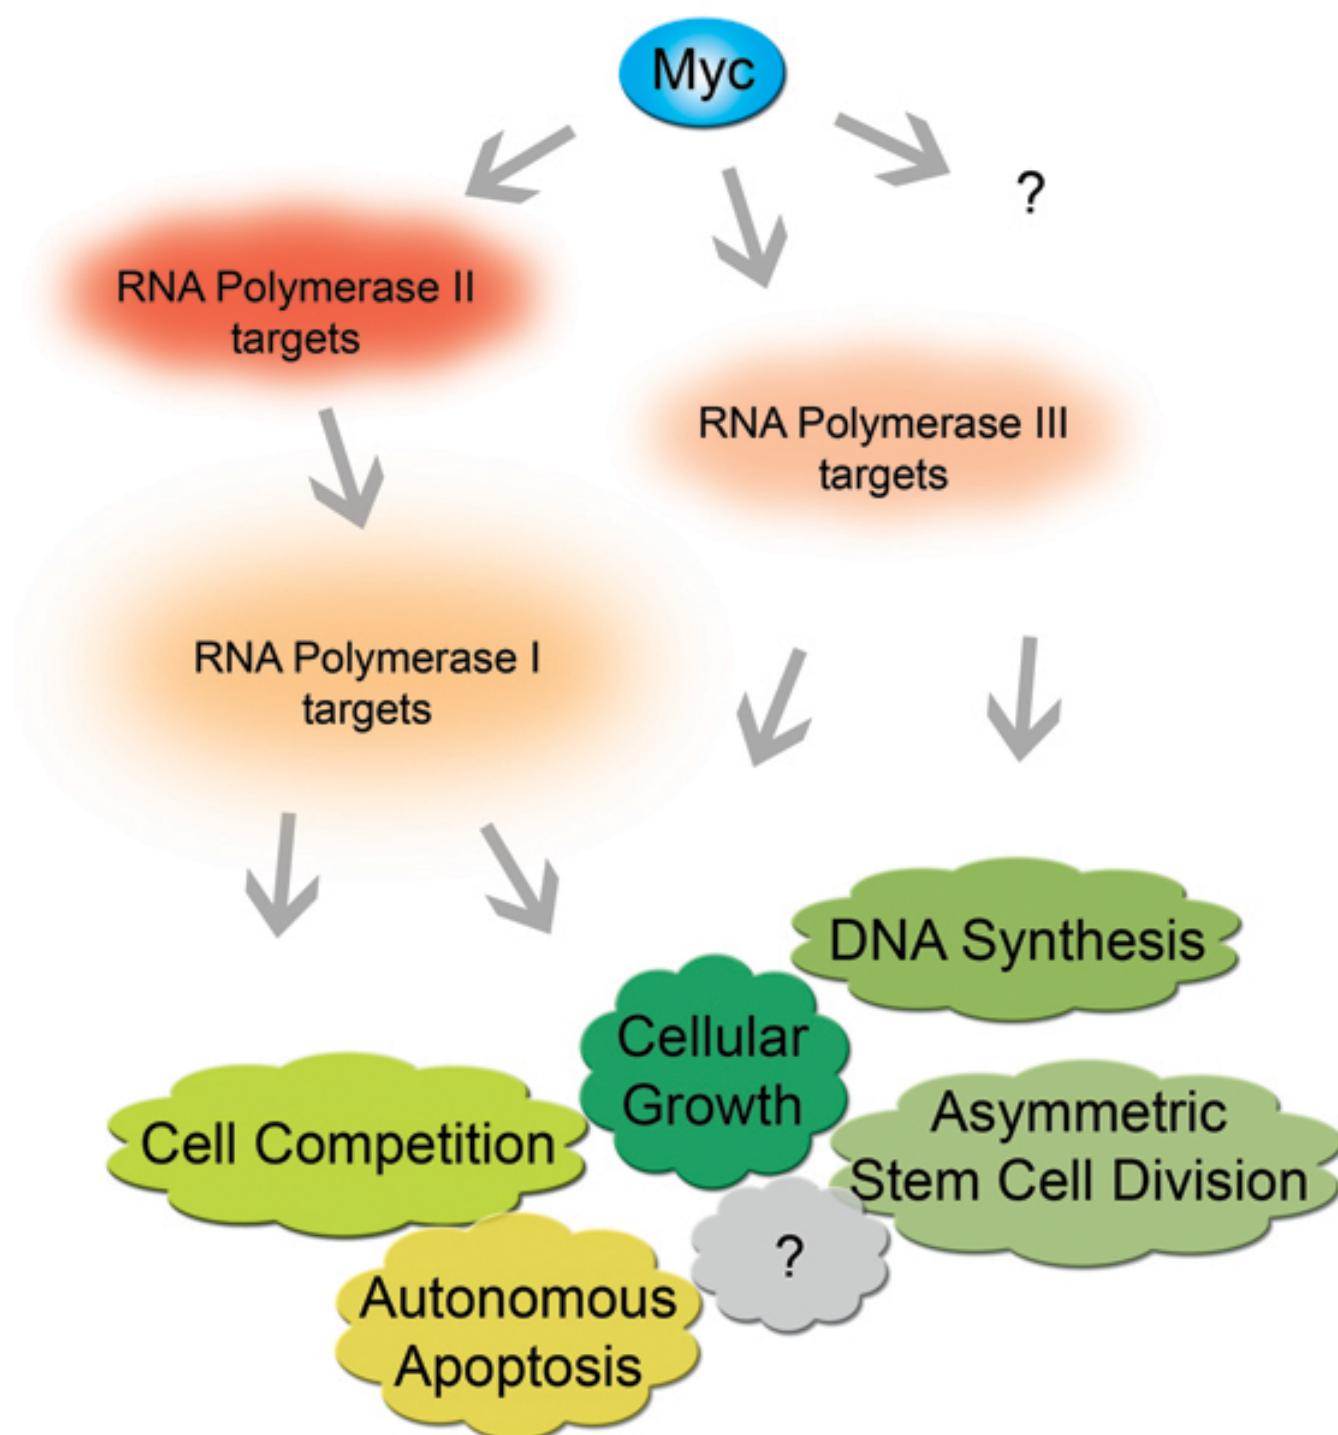 Myc
?
RNA Polymerase II
targets
RNA Polymerase III
targets
RNA Polymerase I
targets
DNA Synthesis
Cellular
Growth
Cell Competition
Asymmetric
Stem Cell Division
?
Autonomous
Apoptosis